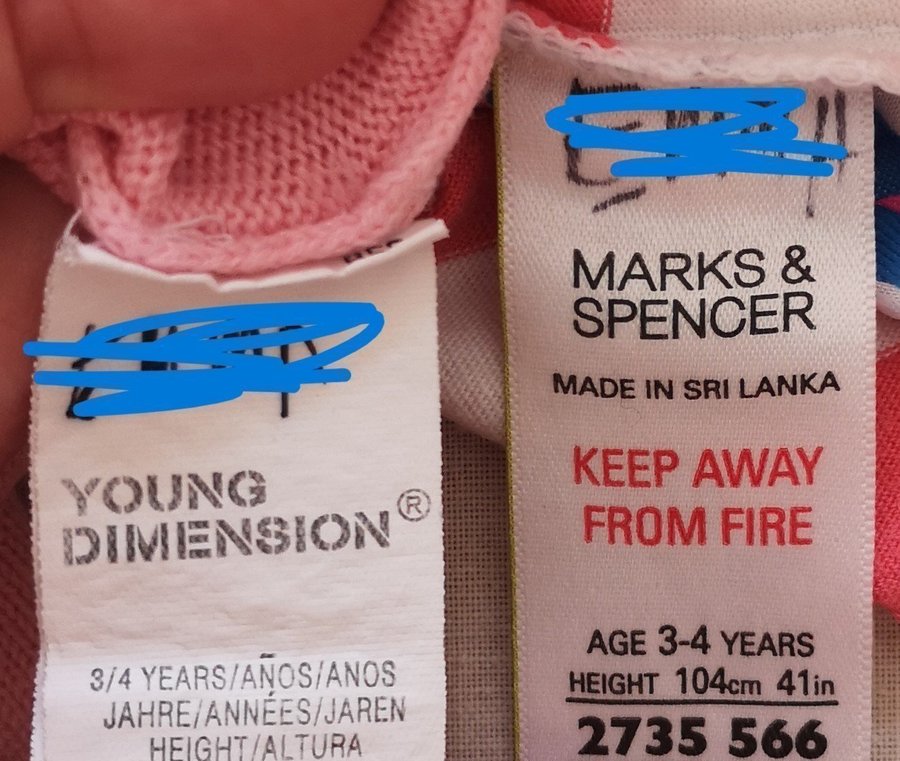 YOUNG
DIMENSION®
3/4 YEARS/AÑOS/ANOS
JAHRE/ANNÉES/JAREN
HEIGHT/ALTURA
MARKS &
SPENCER
MADE IN SRI LANKA
KEEP AWAY
FROM FIRE
AGE 3-4 YEARS
HEIGHT 104cm 41in
2735 566